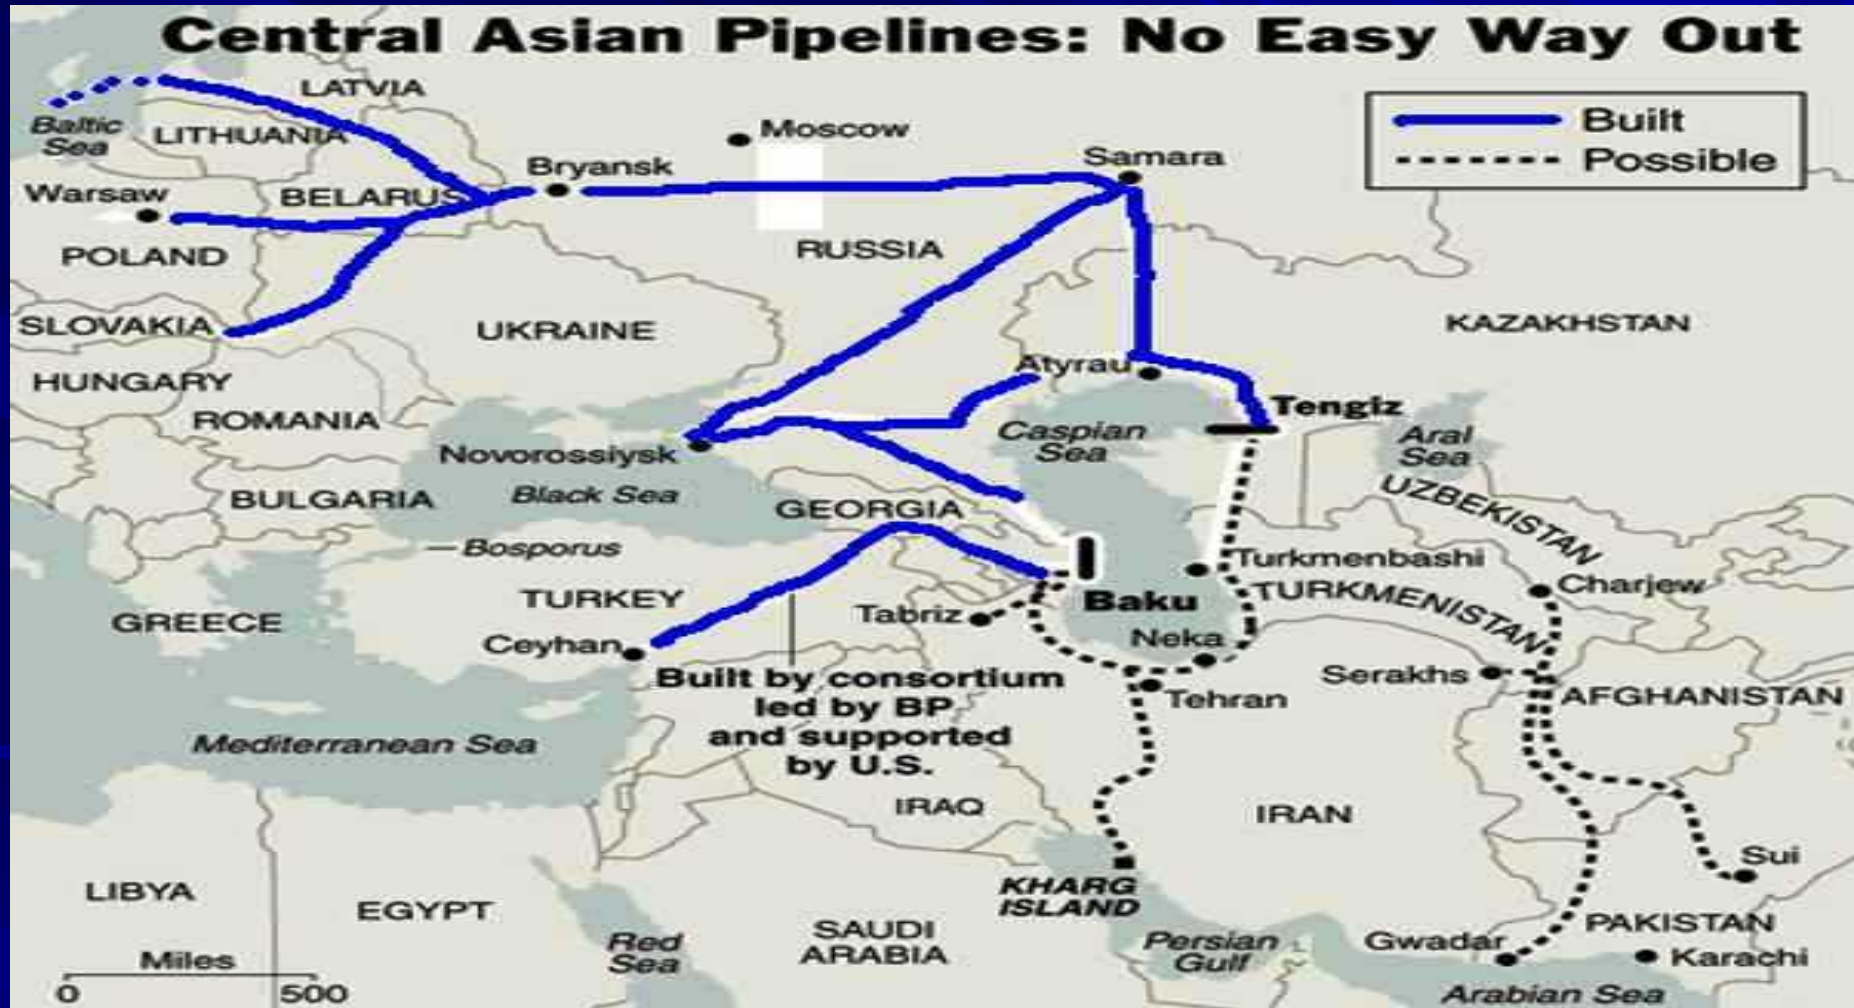 Central Asian Pipelines: No Easy Way Out
LATVIA
Built
Possible
Baltic
Sea
LITHUANIA
Moscow
Bryansk
Samara
Warsaw
BELARUS
POLAND
RUSSIA
SLOVAKIA
UKRAINE
KAZAKHSTAN
Atyrau
HUNGARY
ROMANIA
Tengiz
Caspian
Sea
Aral
Sea
Novorossiysk
Black Sea
BULGARIA
GEORGIA
UZBEKISTAN
Bosporus
Turkmenbashi
TURKMENISTAN
Charjew
TURKEY
GREECE
Tabriz
Baku
Ceyhan
Neka
Built by consortium
led by BP
and supported
by U.S.
Tehran
Serakhs
AFGHANISTAN
Mediterranean Sea
IRAQ
IRAN
Sui
KHARG
ISLAND
LIBYA
EGYPT
SAUDI
ARABIA
Red
Sea
Persian
Gulf
Gwadar
PAKISTAN
Karachi
Arabian Sea
Miles
0 500